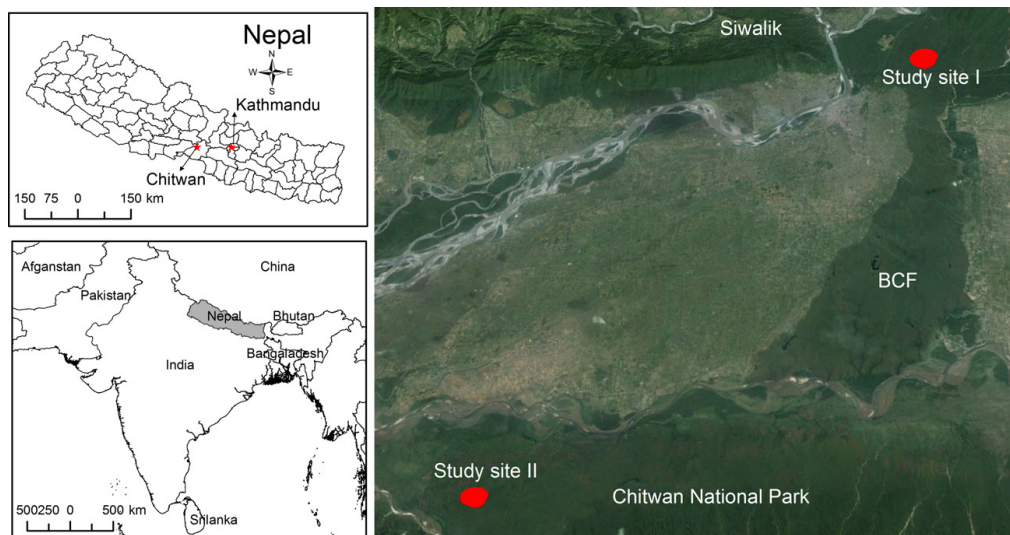 Nepal
N
W E
S
Kathmandu
Chitwan
150 75 0 150 km
Afganstan
China
Pakistan
Nepal
Bhutan
Bangaladesh
India
500250 0 500 km
Srilanka
Siwalik
Study site I
BCF
Study site II
Chitwan National Park